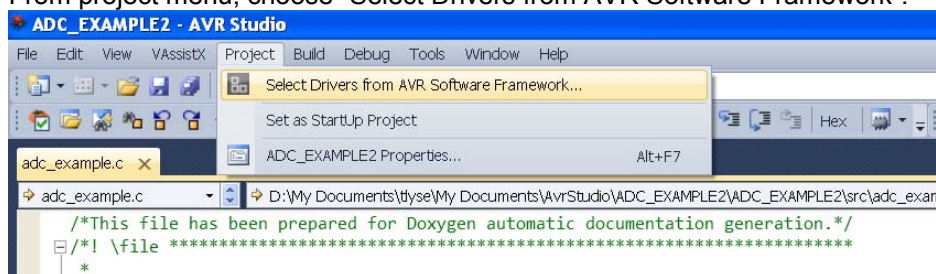 From project menu, choose "Select Drivers from AVR Software Framework".
ADC_EXAMPLE2 - AVR Studio
File Edit View VAssistX Project Build Debug Tools Window Help
Select Drivers from AVR Software Framework...
Set as StartUp Project
Hex
ADC_EXAMPLE2 Properties... Alt+F7
adc_example.c
adc_example.c D:\My Documents\tlyse\My Documents\AvrStudio\ADC_EXAMPLE2\ADC_EXAMPLE2\src\adc_exam
/*This file has been prepared for Doxygen automatic documentation generation.*/
/*! \file *********************************************************************
*